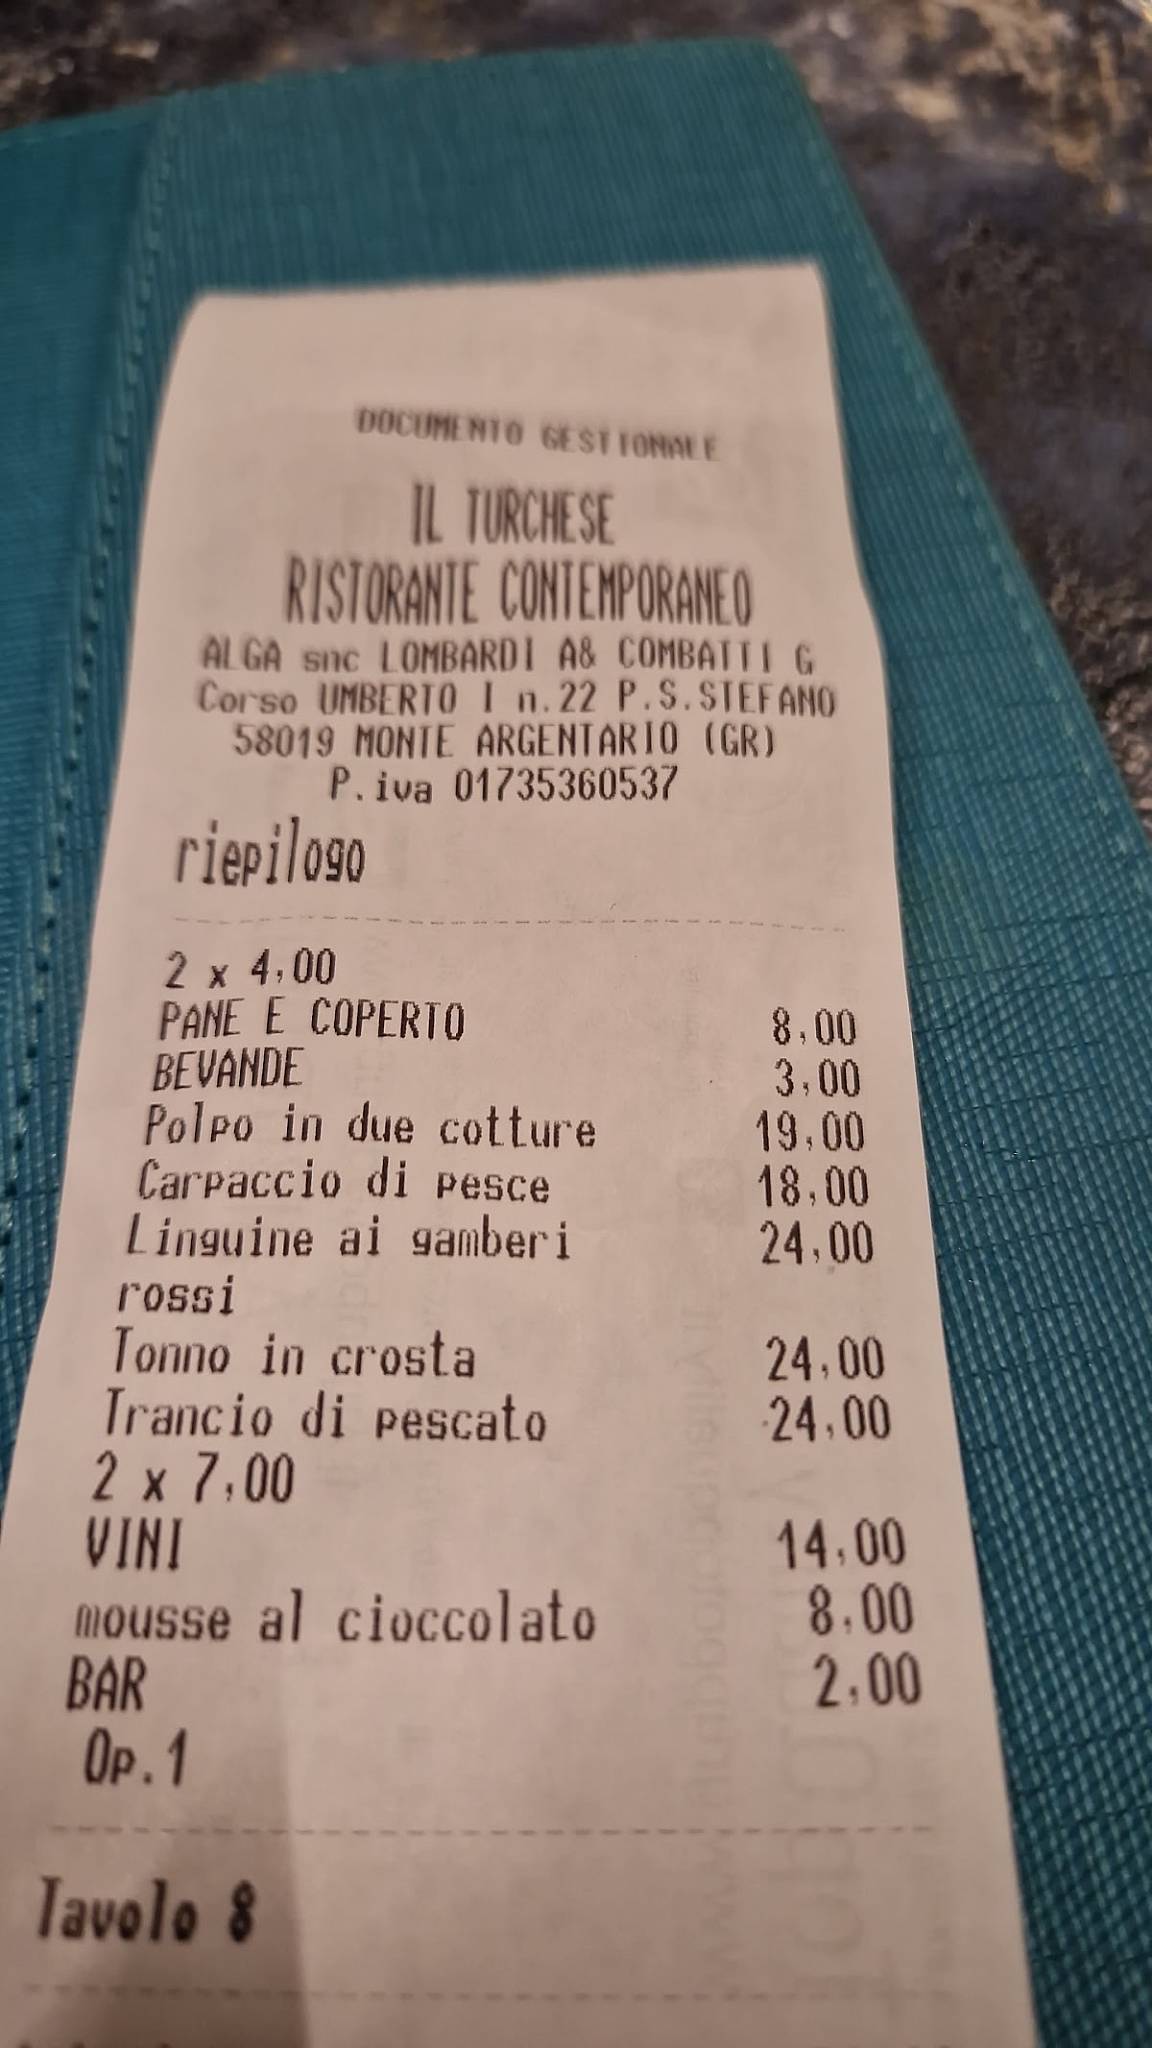 DOCUMENTO GESTIONALE
IL TURCHESE
RISTORANTE CONTEMPORANEO
ALGA snc LOMBARDI A& COMBATTI G
Corso UMBERTO I n.22 P.S.STEFANO
58019 MONTE ARGENTARIO (GR)
P.iva 01735360537
riepilogo
2 x 4,00
PANE E COPERTO 8,00
BEVANDE 3,00
Polpo in due cotture 19,00
Carpaccio di pesce 18,00
Linguine ai gamberi 24,00
rossi
Tonno in crosta 24,00
Trancio di pescato 24,00
2 x 7,00
VINI 14,00
mousse al cioccolato 8,00
BAR 2,00
Op.1
Tavolo 8